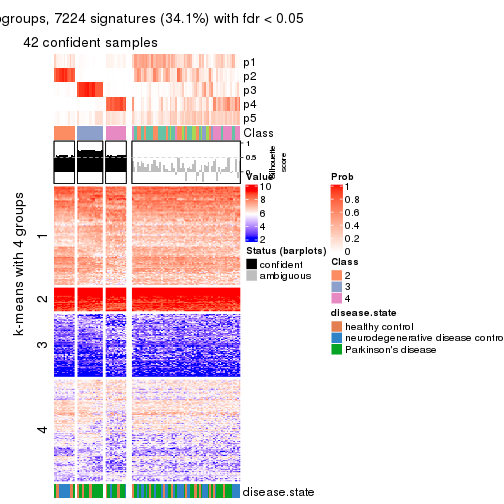 ogroups, 7224 signatures (34.1%) with fdr < 0.05
42 confident samples
p1
p2
p3
p4
p5
Class
1
0.5
0
Silhouette
score
k-means with 4 groups
1
2
3
4
disease.state
Value
10
8
6
4
2
Status (barplots)
confident
ambiguous
Prob
1
0.8
0.6
0.4
0.2
0
Class
2
3
4
disease.state
healthy control
neurodegenerative disease contro
Parkinson's disease